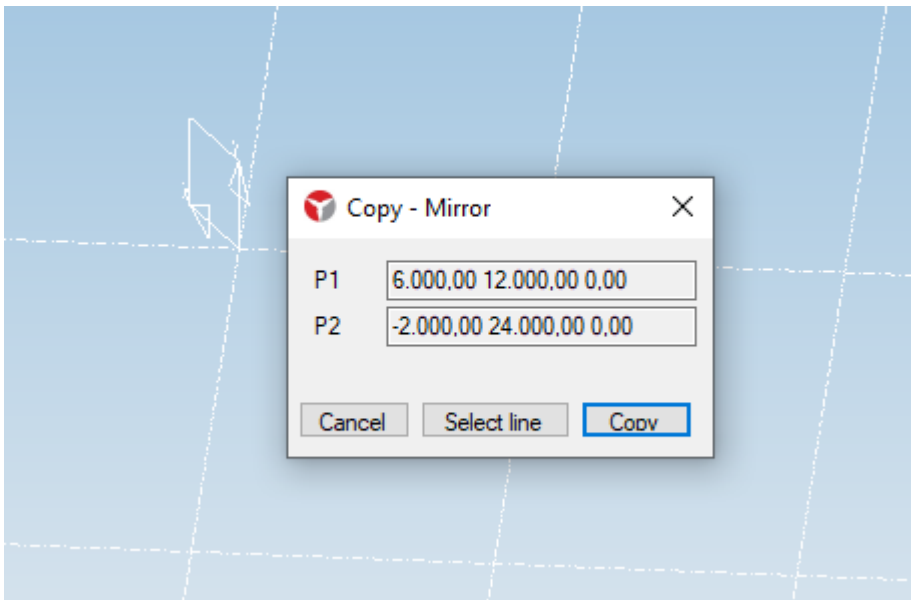 Copy - Mirror
P1 6.000,00 12.000,00 0,00
P2 -2.000,00 24.000,00 0,00
Cancel Select line Copy